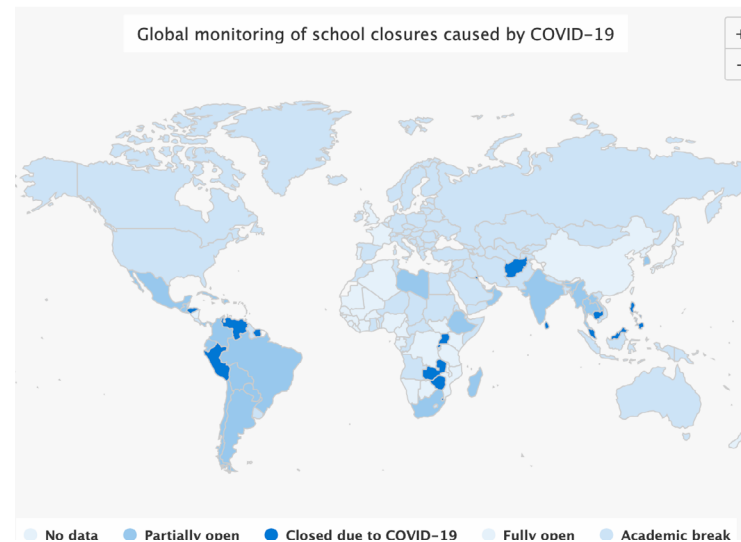 Global monitoring of school closures caused by COVID-19
+
-
No data Partially open Closed due to COVID-19 Fully open Academic break